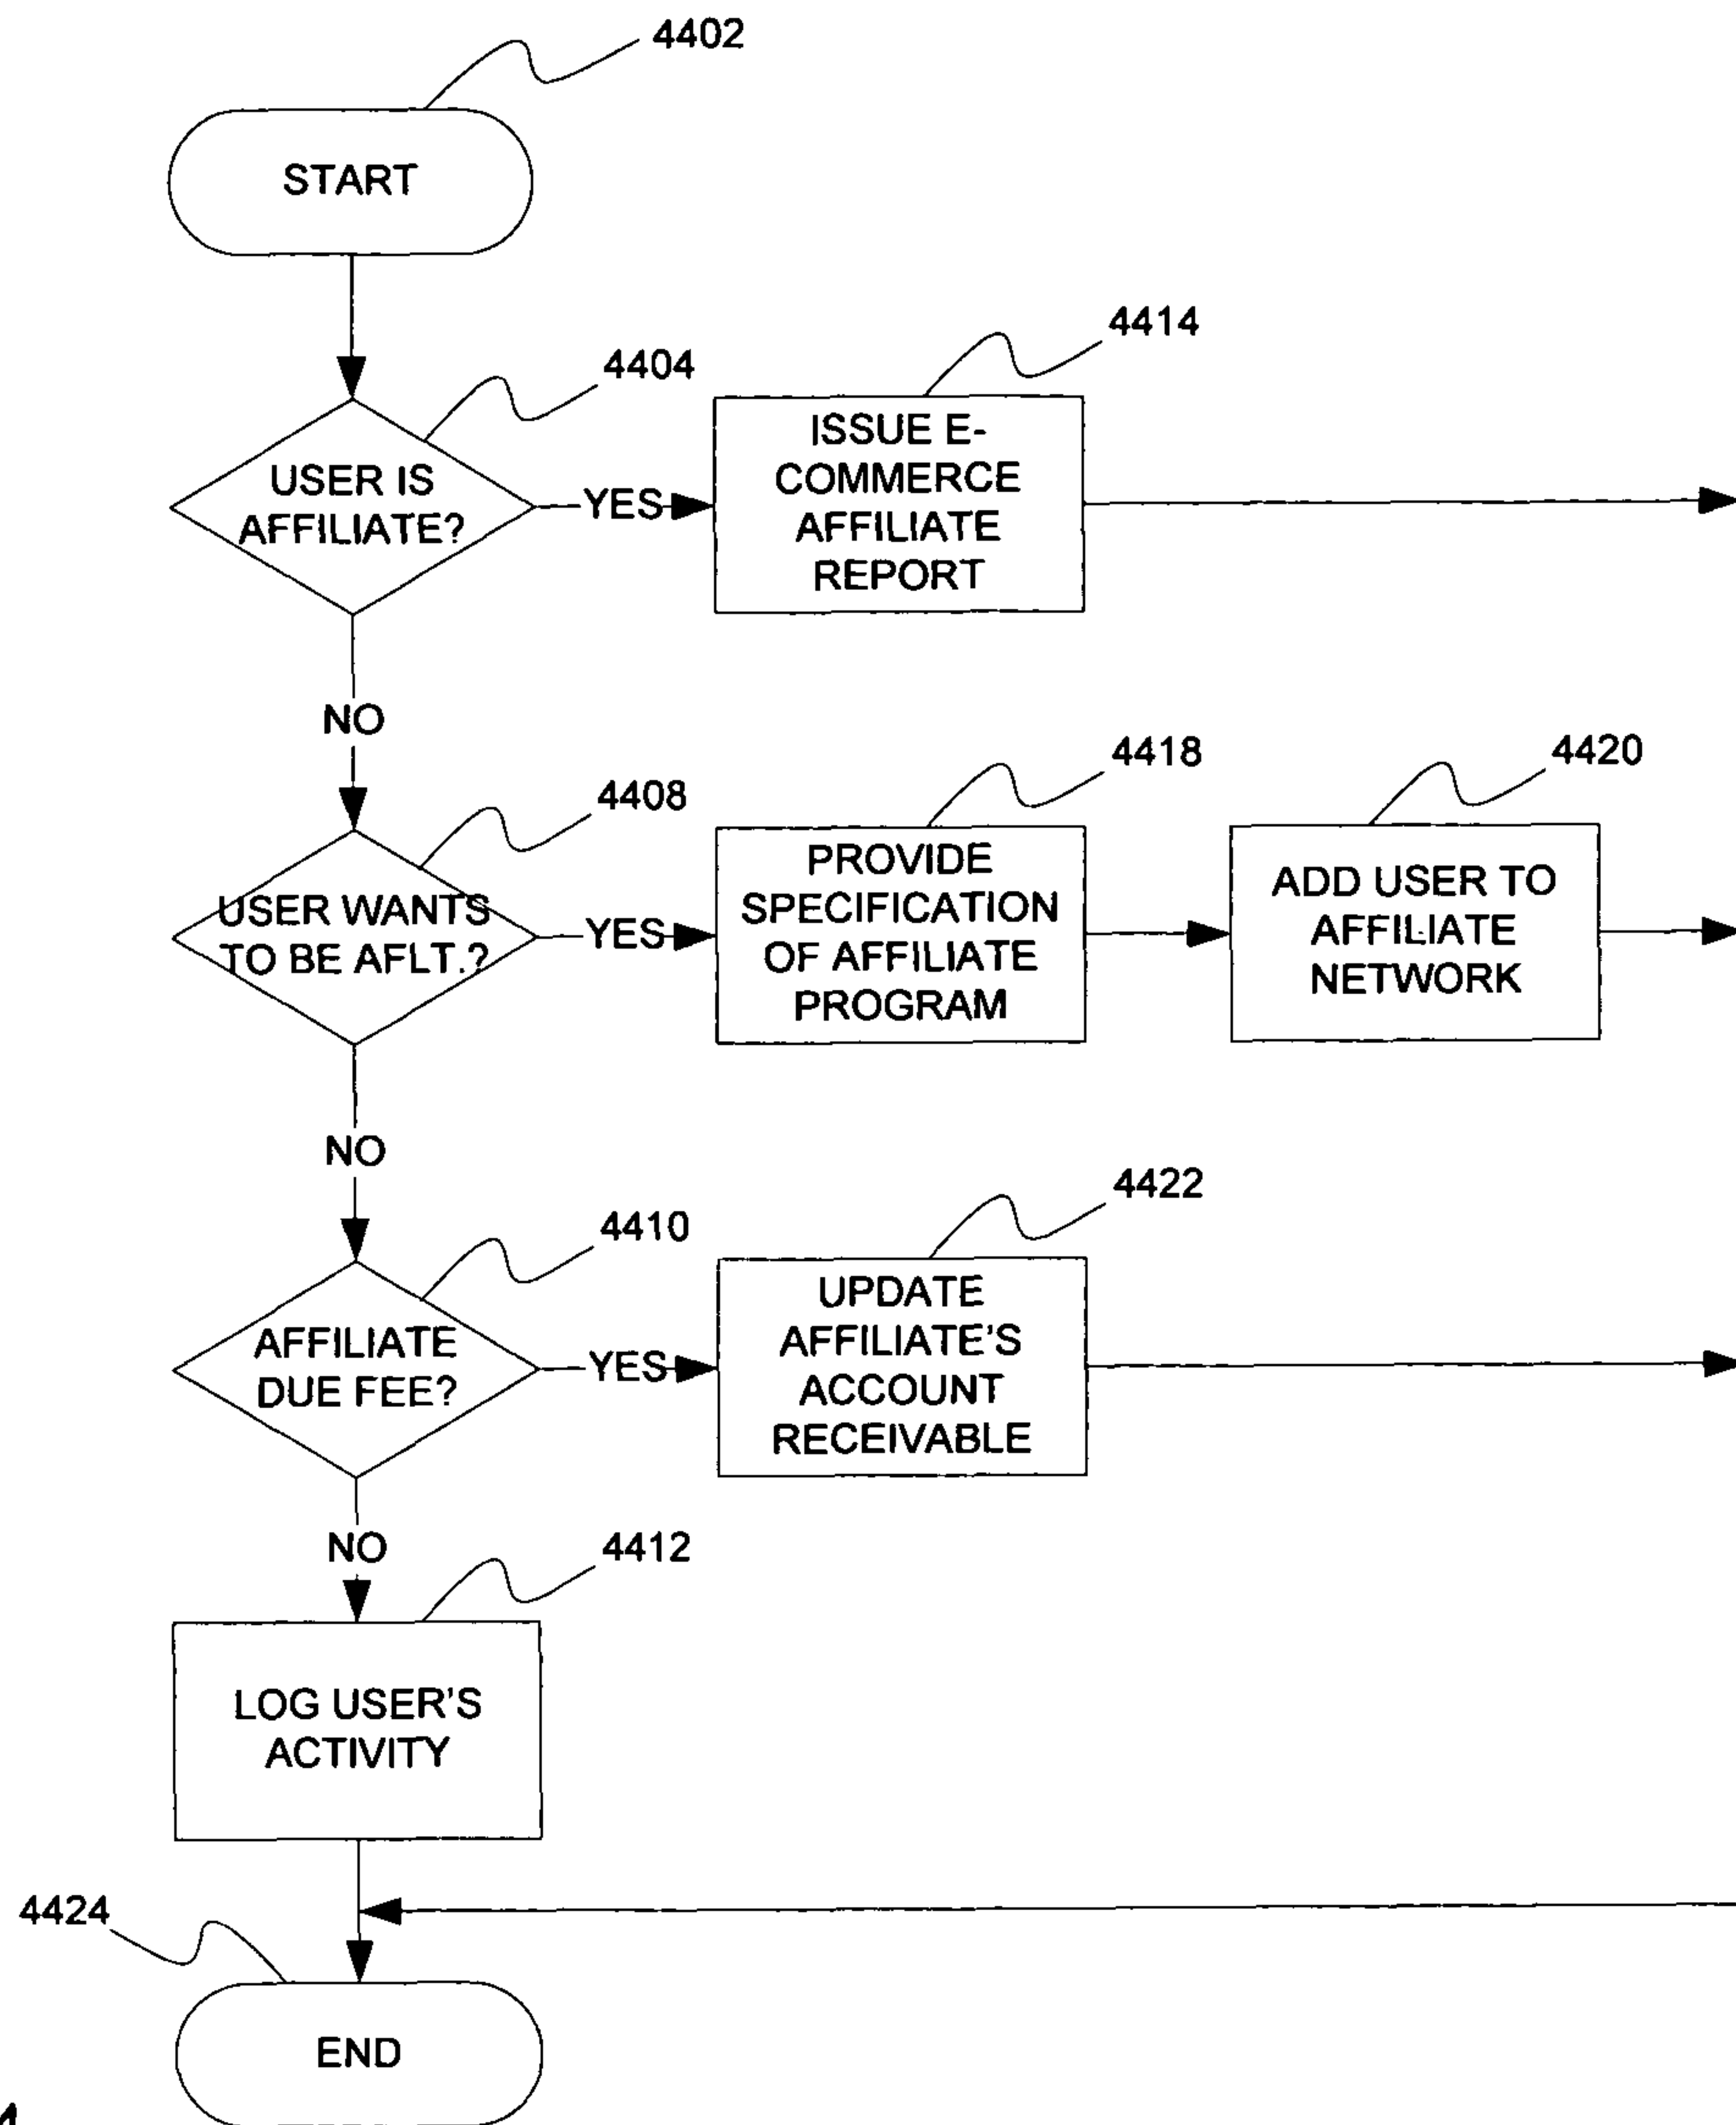 4402
START
4414
4404
ISSUE E-
COMMERCE
AFFILIATE
REPORT
USER IS
AFFILIATE?
YES
NO
4418
4420
4408
PROVIDE
SPECIFICATION
OF AFFILIATE
PROGRAM
ADD USER TO
AFFILIATE
NETWORK
USER WANTS
TO BE AFLT.?
YES
NO
4422
4410
UPDATE
AFFILIATE'S
ACCOUNT
RECEIVABLE
AFFILIATE
DUE FEE?
YES
NO
4412
LOG USER'S
ACTIVITY
4424
END